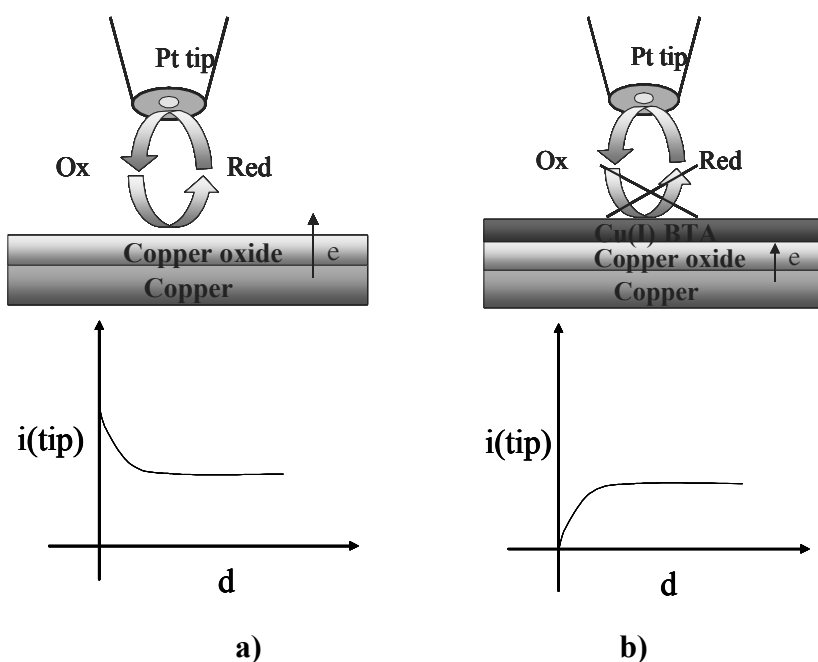 Pt tip
Ox
Red
Copper oxide
e
Copper
i(tip)
d
a)
Pt tip
Ox
Red
Cu(I) BTA
Copper oxide
e
Copper
i(tip)
d
b)